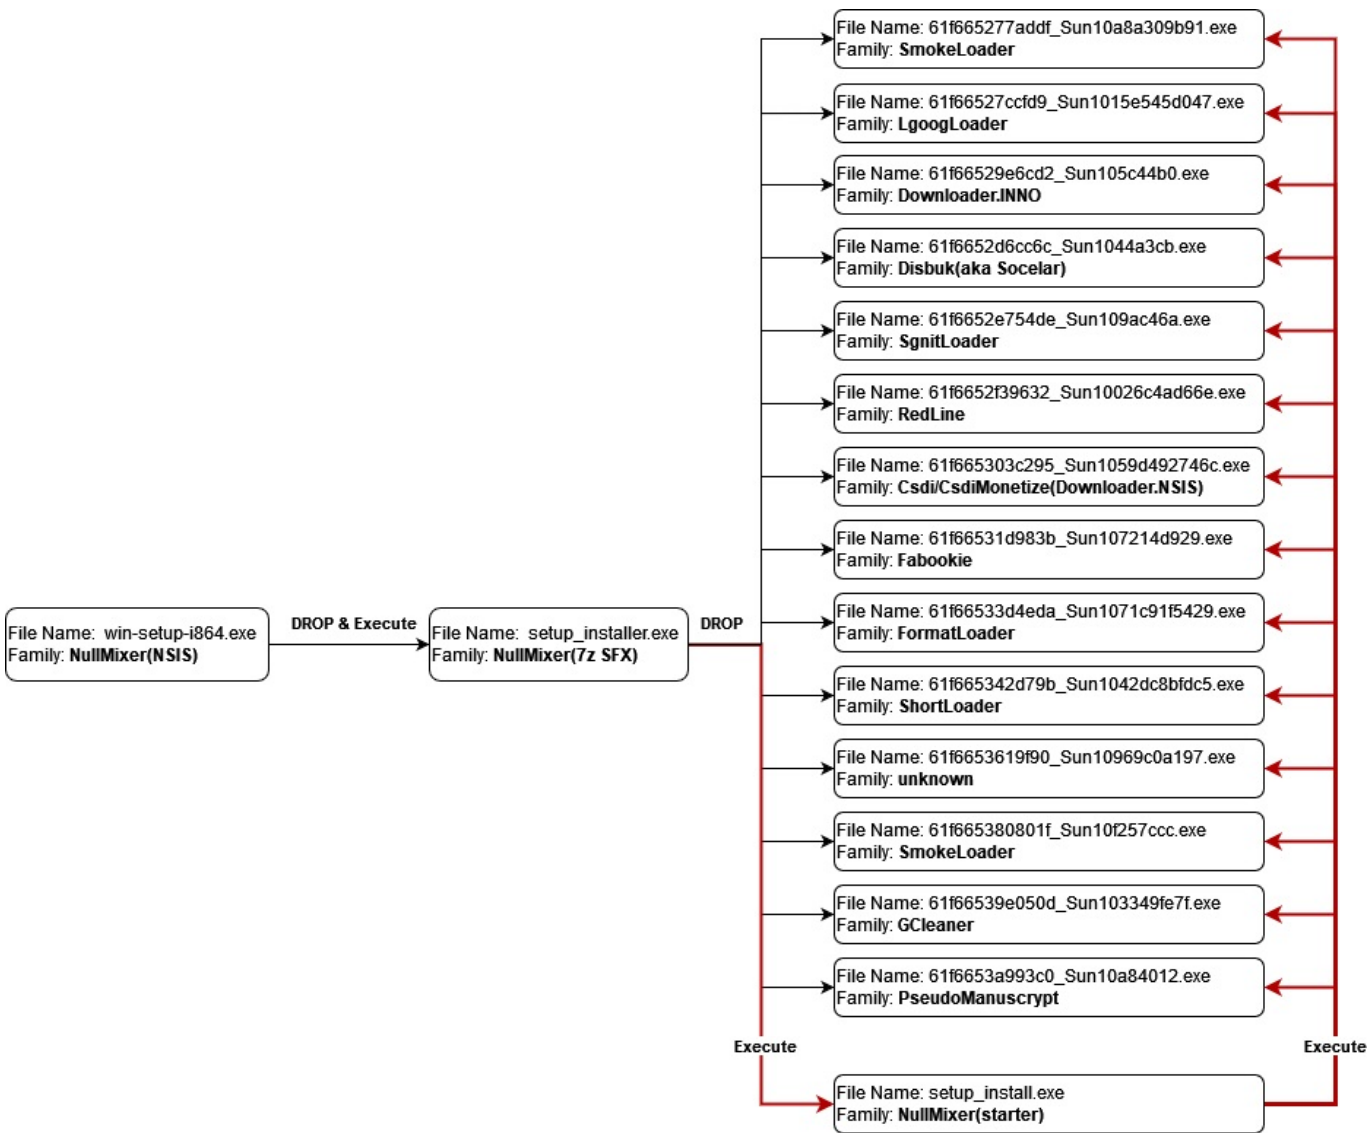 File Name: 61f665277addf_Sun10a8a309b91.exe
Family: SmokeLoader
File Name: 61f66527ccfd9_Sun1015e545d047.exe
Family: LgoogLoader
File Name: 61f66529e6cd2_Sun105c44b0.exe
Family: Downloader.INNO
File Name: 61f6652d6cc6c_Sun1044a3cb.exe
Family: Disbuk(aka Socelar)
File Name: 61f6652e754de_Sun109ac46a.exe
Family: SgnitLoader
File Name: 61f6652f39632_Sun10026c4ad66e.exe
Family: RedLine
File Name: 61f665303c295_Sun1059d492746c.exe
Family: Csdi/CsdiMonetize(Downloader.NSIS)
File Name: 61f66531d983b_Sun107214d929.exe
Family: Fabookie
File Name: win-setup-i864.exe
Family: NullMixer(NSIS)
DROP & Execute
File Name: setup_installer.exe
Family: NullMixer(7z SFX)
DROP
File Name: 61f66533d4eda_Sun1071c91f5429.exe
Family: FormatLoader
File Name: 61f665342d79b_Sun1042dc8bfdc5.exe
Family: ShortLoader
File Name: 61f6653619f90_Sun10969c0a197.exe
Family: unknown
File Name: 61f665380801f_Sun10f257ccc.exe
Family: SmokeLoader
File Name: 61f66539e050d_Sun103349fe7f.exe
Family: GCleaner
File Name: 61f6653a993c0_Sun10a84012.exe
Family: PseudoManuscrypt
Execute
Execute
File Name: setup_install.exe
Family: NullMixer(starter)